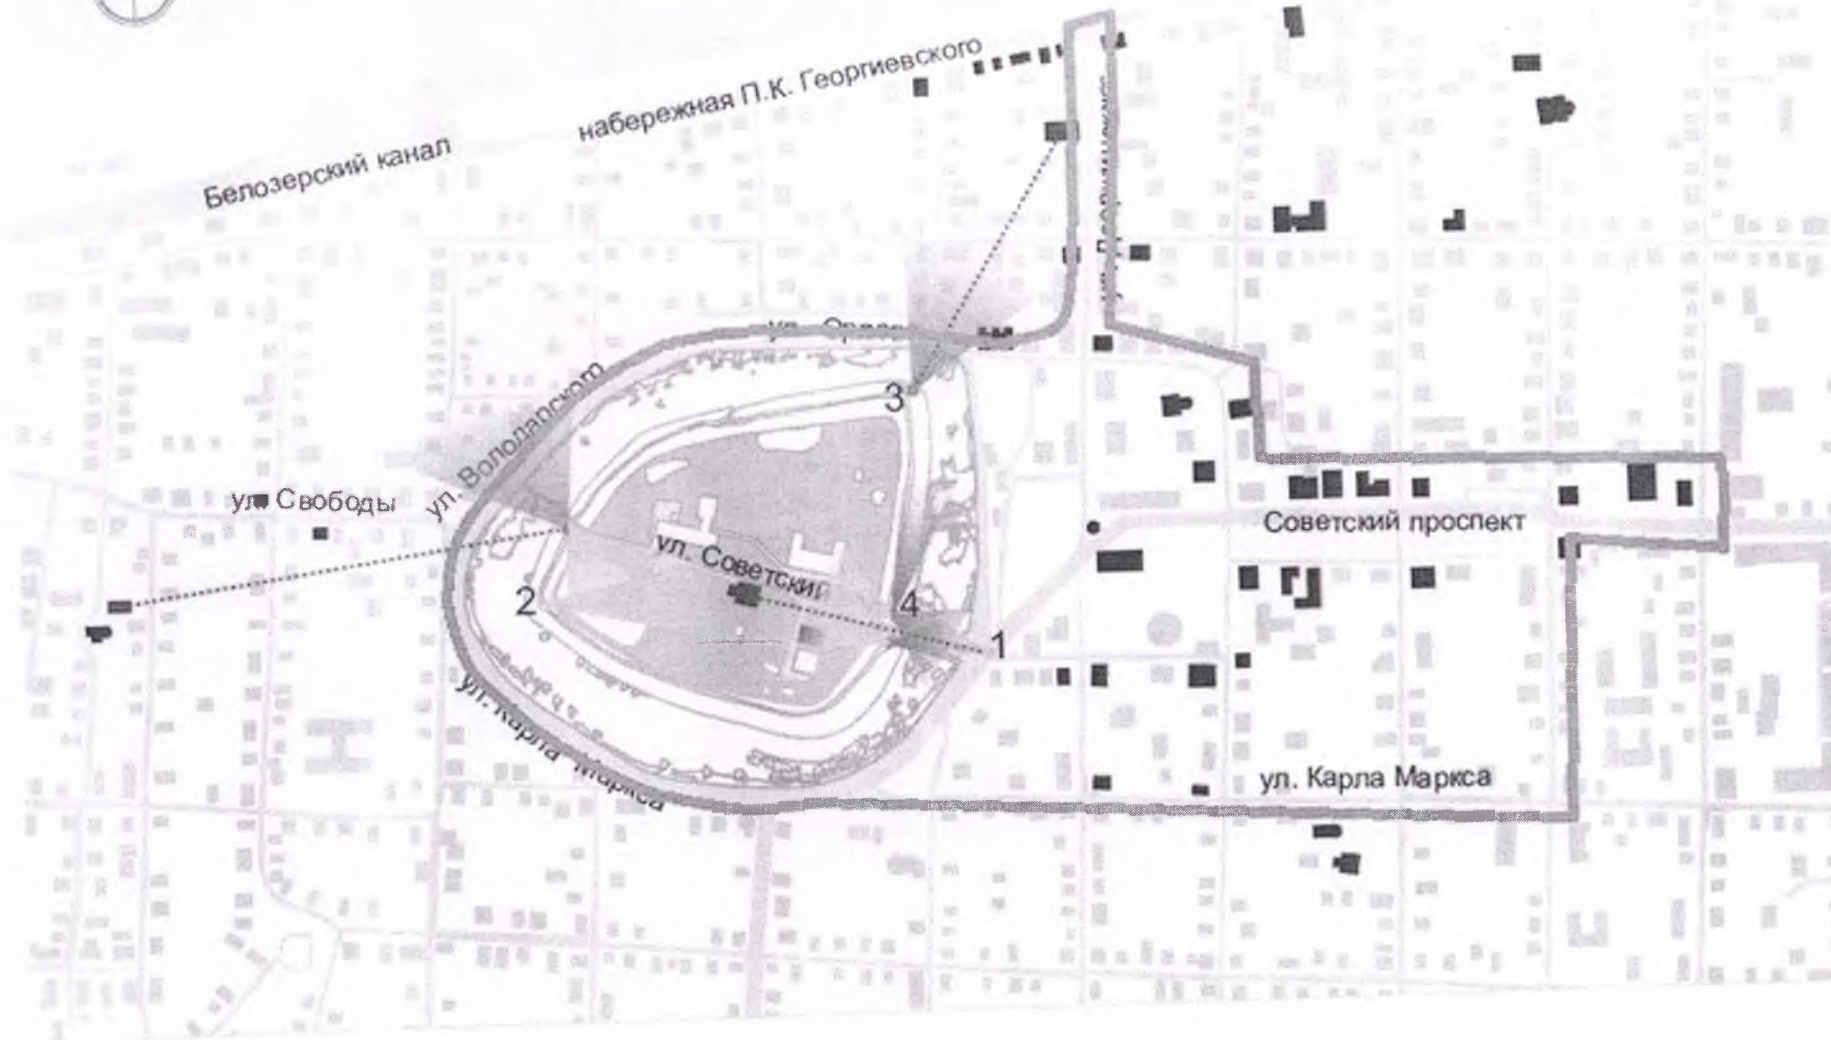 набережная П.К. Георгиевского
Белозерский канал
3
ул. Володарского
ул. Свободы
Советский проспект
ул. Советский
2
4
1
ул. Карла Маркса
ул. Карла Маркса